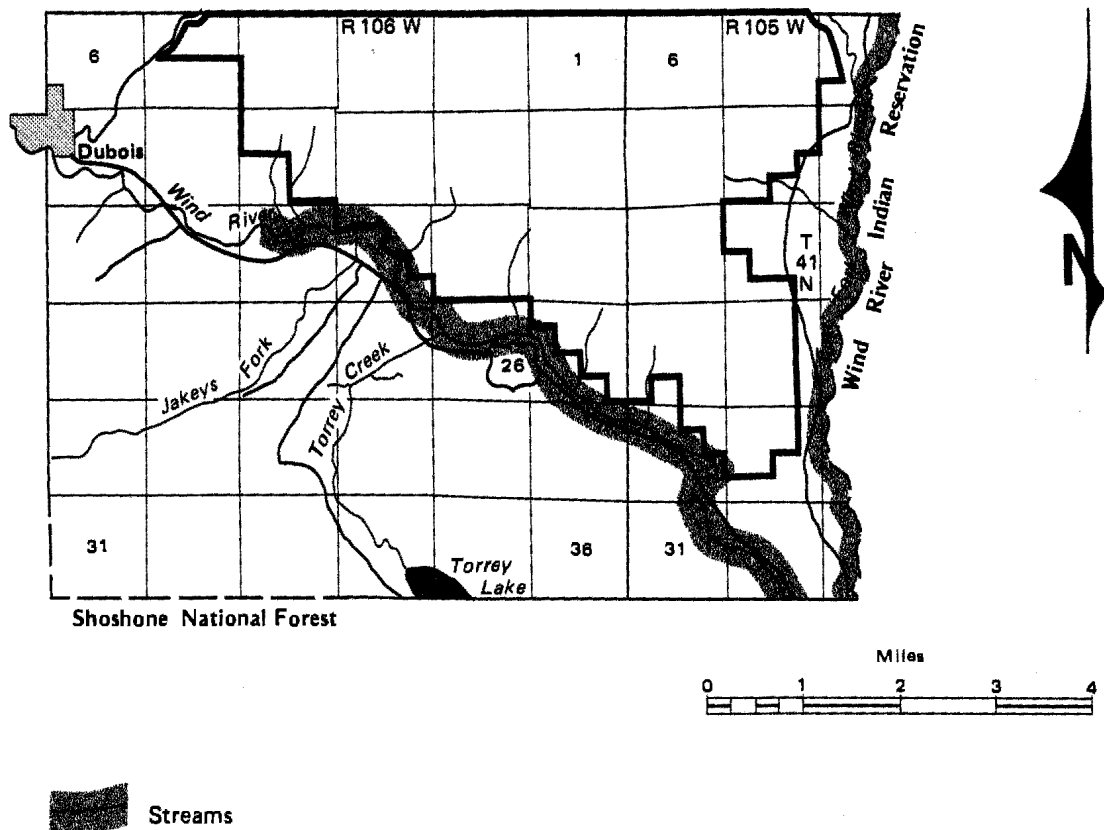 R 106 W
R 105 W
6
1
6
Dubois
Wind
River
Wind River Indian Reservation
T
41
N
N
Jakeys Fork
Torrey Creek
26
31
36
31
Torrey
Lake
Shoshone National Forest
Miles
0 1 2 3 4
Streams